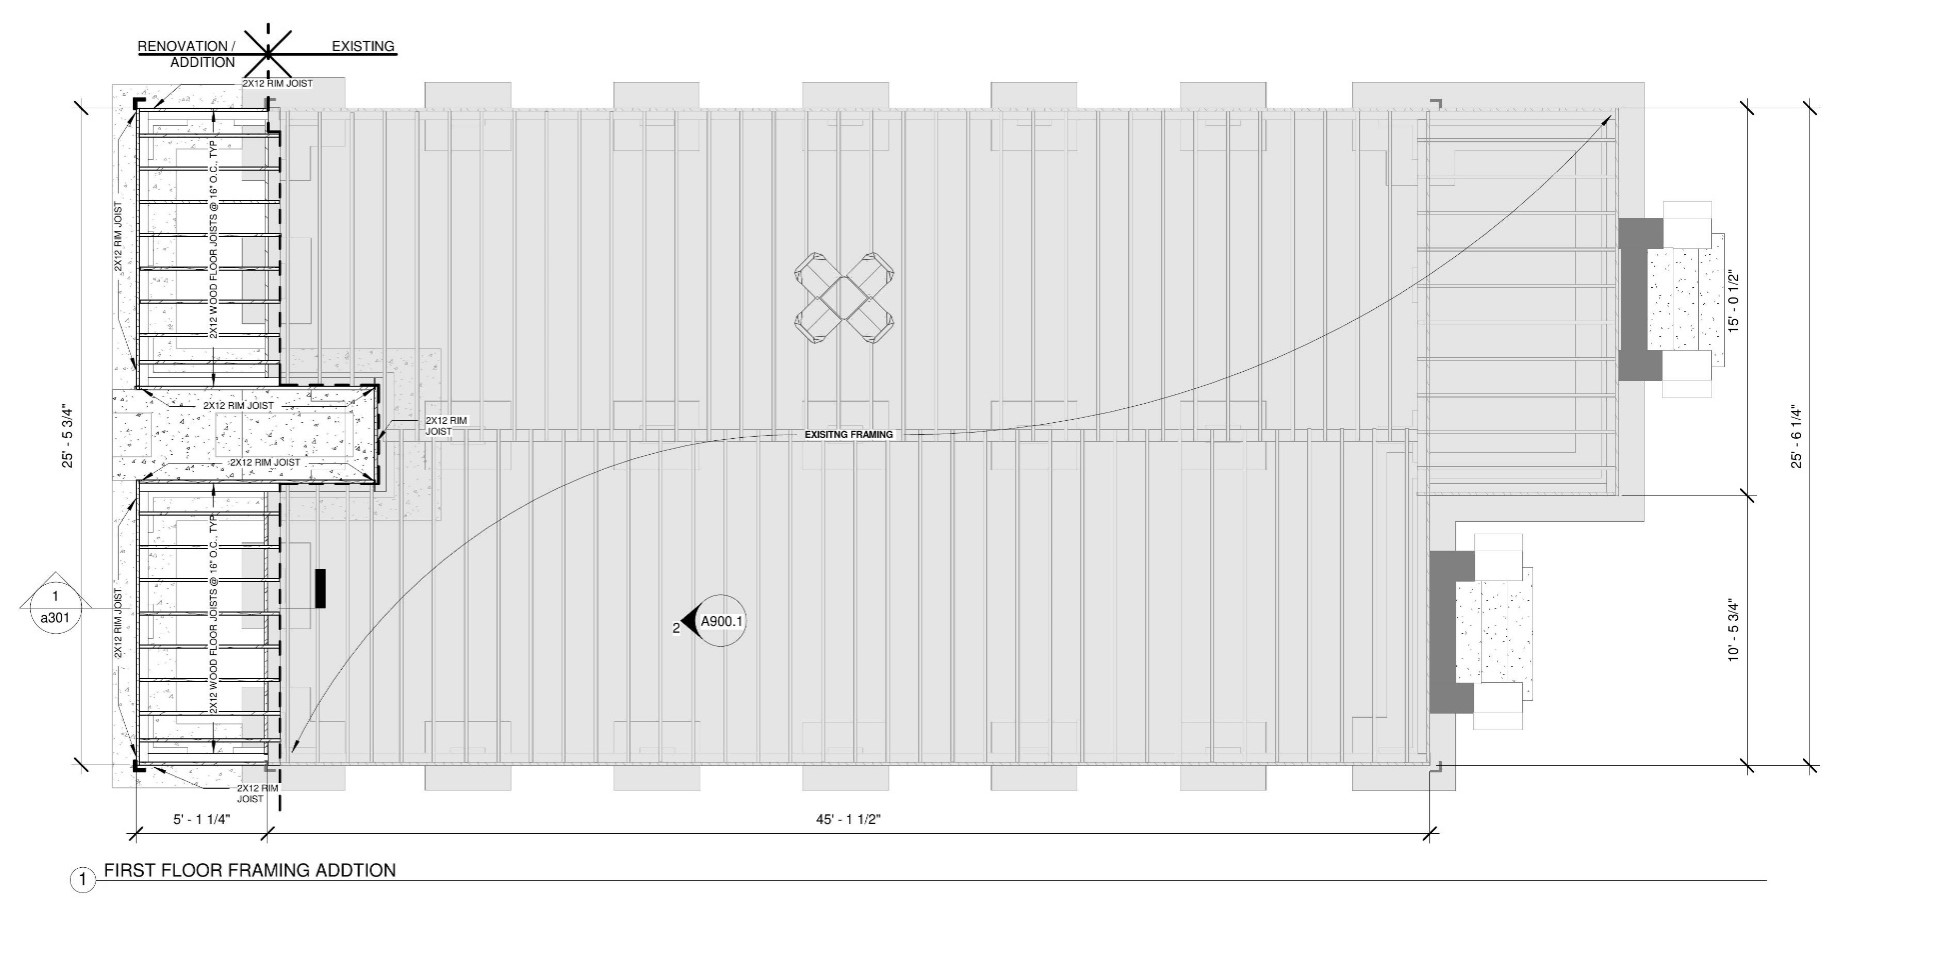 RENOVATION /
ADDITION
EXISTING
2X12 RIM JOIST
2X12 RIM JOIST
2X12 WOOD FLOOR JOISTS @ 16" O.C., TYP
25' - 5 3/4"
2X12 RIM JOIST
2X12 RIM
JOIST
2X12 RIM JOIST
EXISITNG FRAMING
15' - 0 1/2"
25' - 6 1/4"
10' - 5 3/4"
1
a301
2X12 RIM JOIST
2X12 WOOD FLOOR JOISTS @ 16" O.C., TYP
2
A900.1
2X12 RIM
JOIST
5' - 1 1/4"
45' - 1 1/2"
1
FIRST FLOOR FRAMING ADDTION